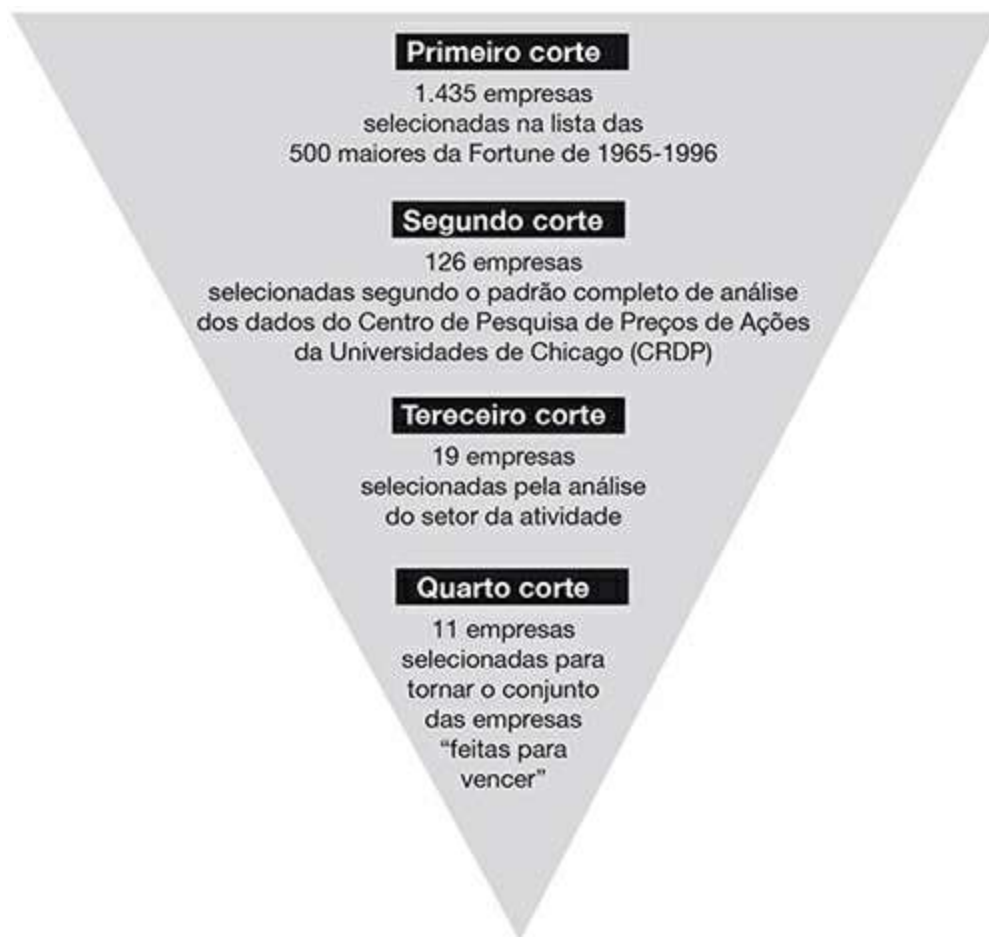 Primeiro corte
1.435 empresas
selecionadas na lista das
500 maiores da Fortune de 1965-1996
Segundo corte
126 empresas
selecionadas segundo o padrão completo de análise
dos dados do Centro de Pesquisa de Preços de Ações
da Universidades de Chicago (CRDP)
Tereceiro corte
19 empresas
selecionadas pela análise
do setor da atividade
Quarto corte
11 empresas
selecionadas para
tornar o conjunto
das empresas
“feitas para
vencer”